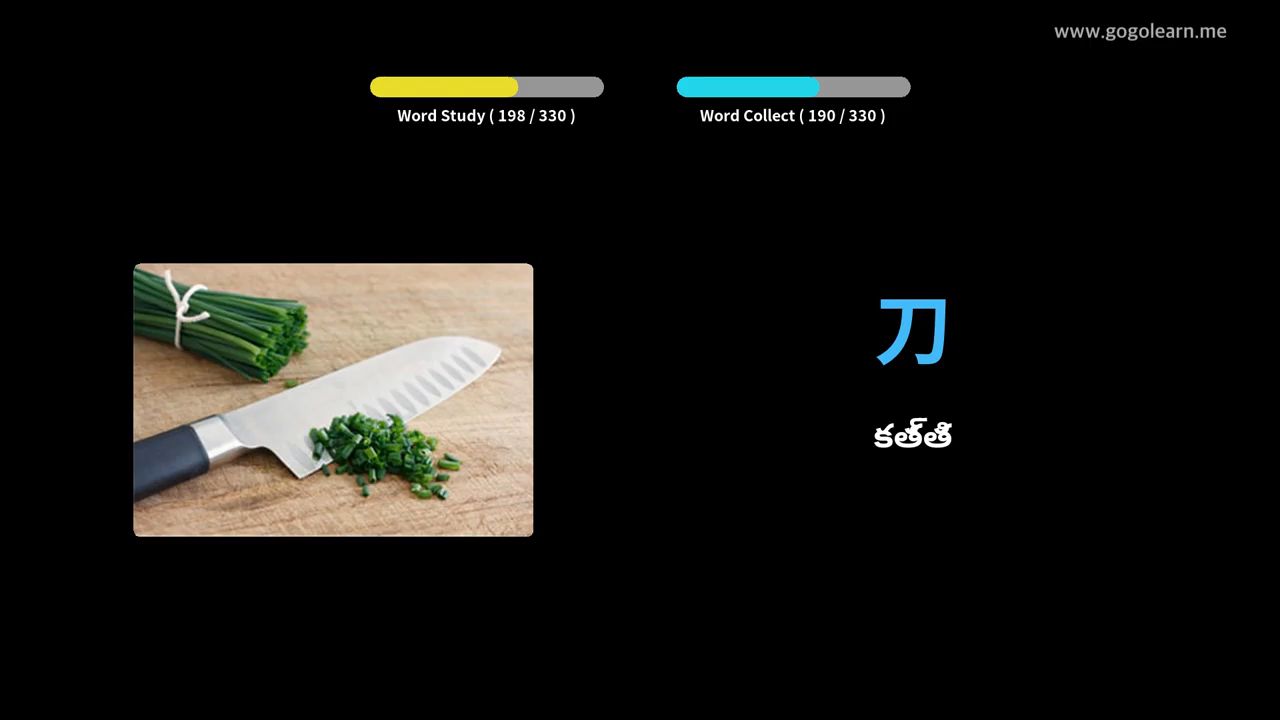 www.gogolearn.me
Word Study ( 198 / 330 )
Word Collect ( 190 / 330 )
刀
కత్తి